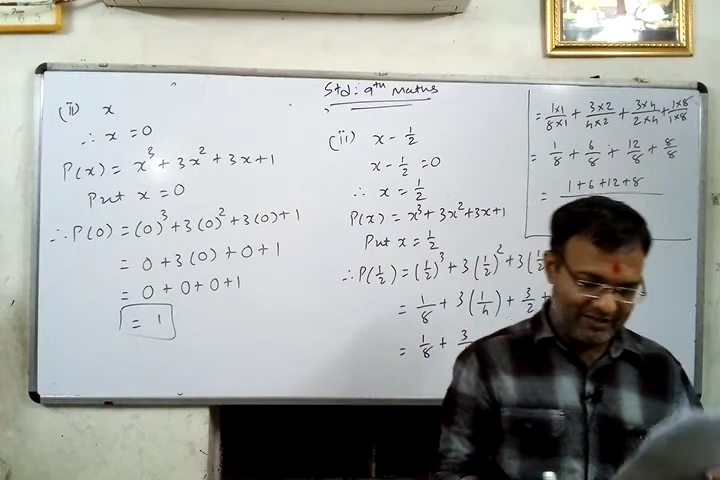 Std: 9th maths
(ii) x
∴ x = 0
P(x) = x³ + 3x² + 3x + 1
Put x = 0
∴ P(0) = (0)³ + 3(0)² + 3(0) + 1
= 0 + 3(0) + 0 + 1
= 0 + 0 + 0 + 1
= 1
(iii) x - 1/2
x - 1/2 = 0
∴ x = 1/2
P(x) = x³ + 3x² + 3x + 1
Put x = 1/2
∴ P(1/2) = (1/2)³ + 3(1/2)² + 3(1/2
= 1/8 + 3(1/4) + 3/2 +
= 1/8 + 3
= 1×1/8×1 + 3×2/4×2 + 3×4/2×4 + 1×8/1×8
= 1/8 + 6/8 + 12/8 + 8/8
= 1+6+12+8